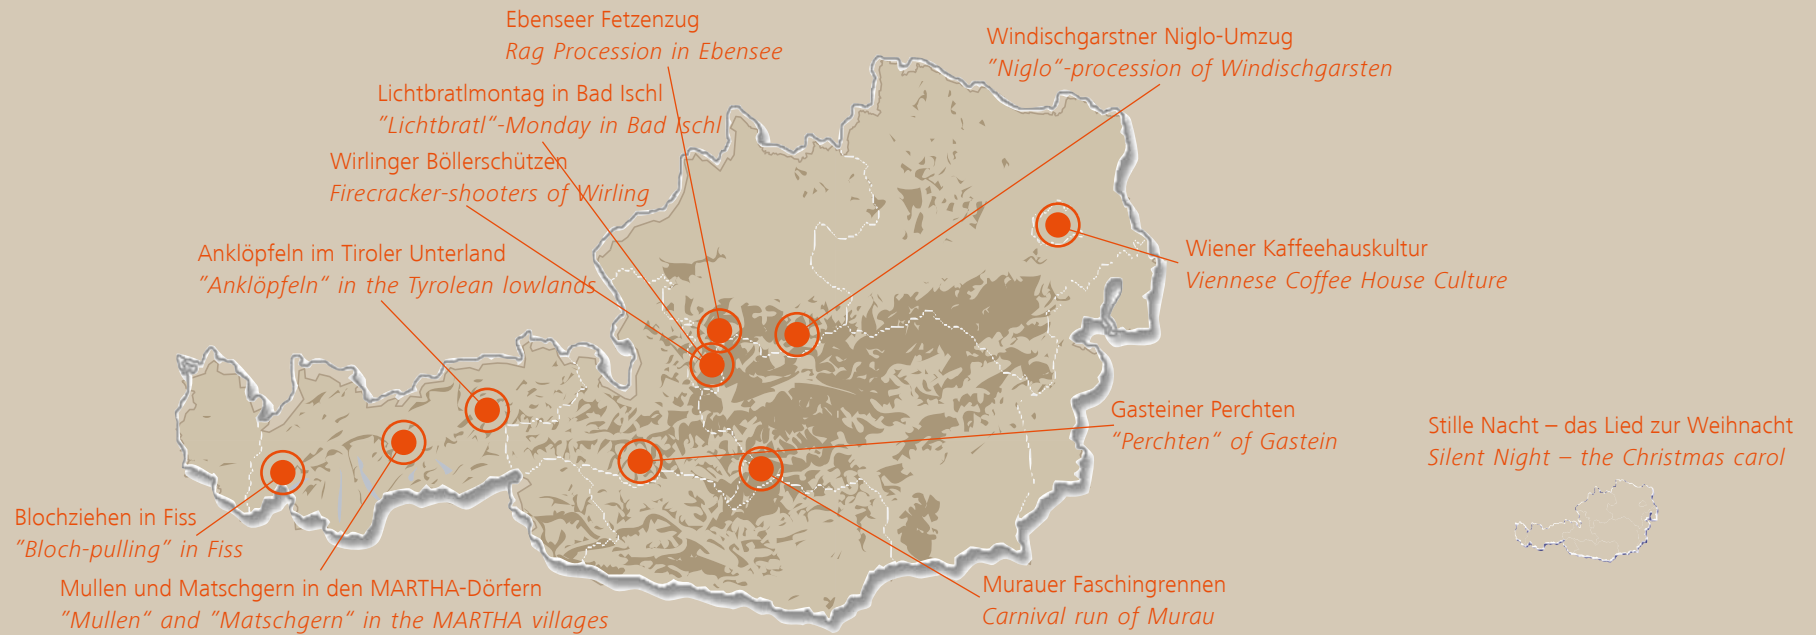 Ebenseer Fetzenzug
Rag Procession in Ebensee
Windischgarstner Niglo-Umzug
”Niglo“-procession of Windischgarsten
Lichtbratlmontag in Bad Ischl
”Lichtbratl“-Monday in Bad Ischl
Wirlinger Böllerschützen
Firecracker-shooters of Wirling
Anklöpfeln im Tiroler Unterland
”Anklöpfeln“ in the Tyrolean lowlands
Wiener Kaffeehauskultur
Viennese Coffee House Culture
Gasteiner Perchten
“Perchten“ of Gastein
Stille Nacht – das Lied zur Weihnacht
Silent Night – the Christmas carol
Blochziehen in Fiss
”Bloch-pulling“ in Fiss
Mullen und Matschgern in den MARTHA-Dörfern
”Mullen“ and ”Matschgern“ in the MARTHA villages
Murauer Faschingrennen
Carnival run of Murau